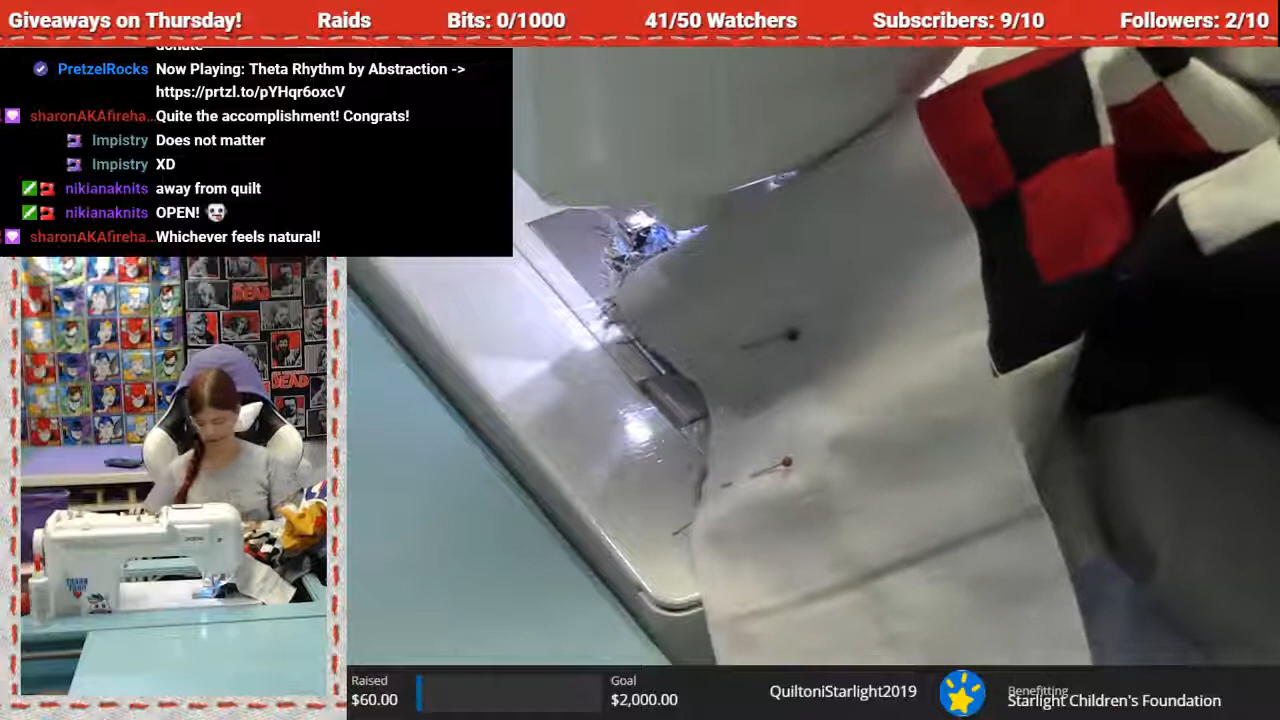 Giveaways on Thursday! Raids Bits: 0/1000 41/50 Watchers Subscribers: 9/10 Followers: 2/10
donate
PretzelRocks Now Playing: Theta Rhythm by Abstraction ->
https://prtzl.to/pYHqr6oxcV
sharonAKAfireha... Quite the accomplishment! Congrats!
Impistry Does not matter
Impistry XD
nikianaknits away from quilt
nikianaknits OPEN!
sharonAKAfireha... Whichever feels natural!
DEAD
DEAD
Raised
$60.00
Goal
$2,000.00
QuiltoniStarlight2019
Benefitting
Starlight Children's Foundation